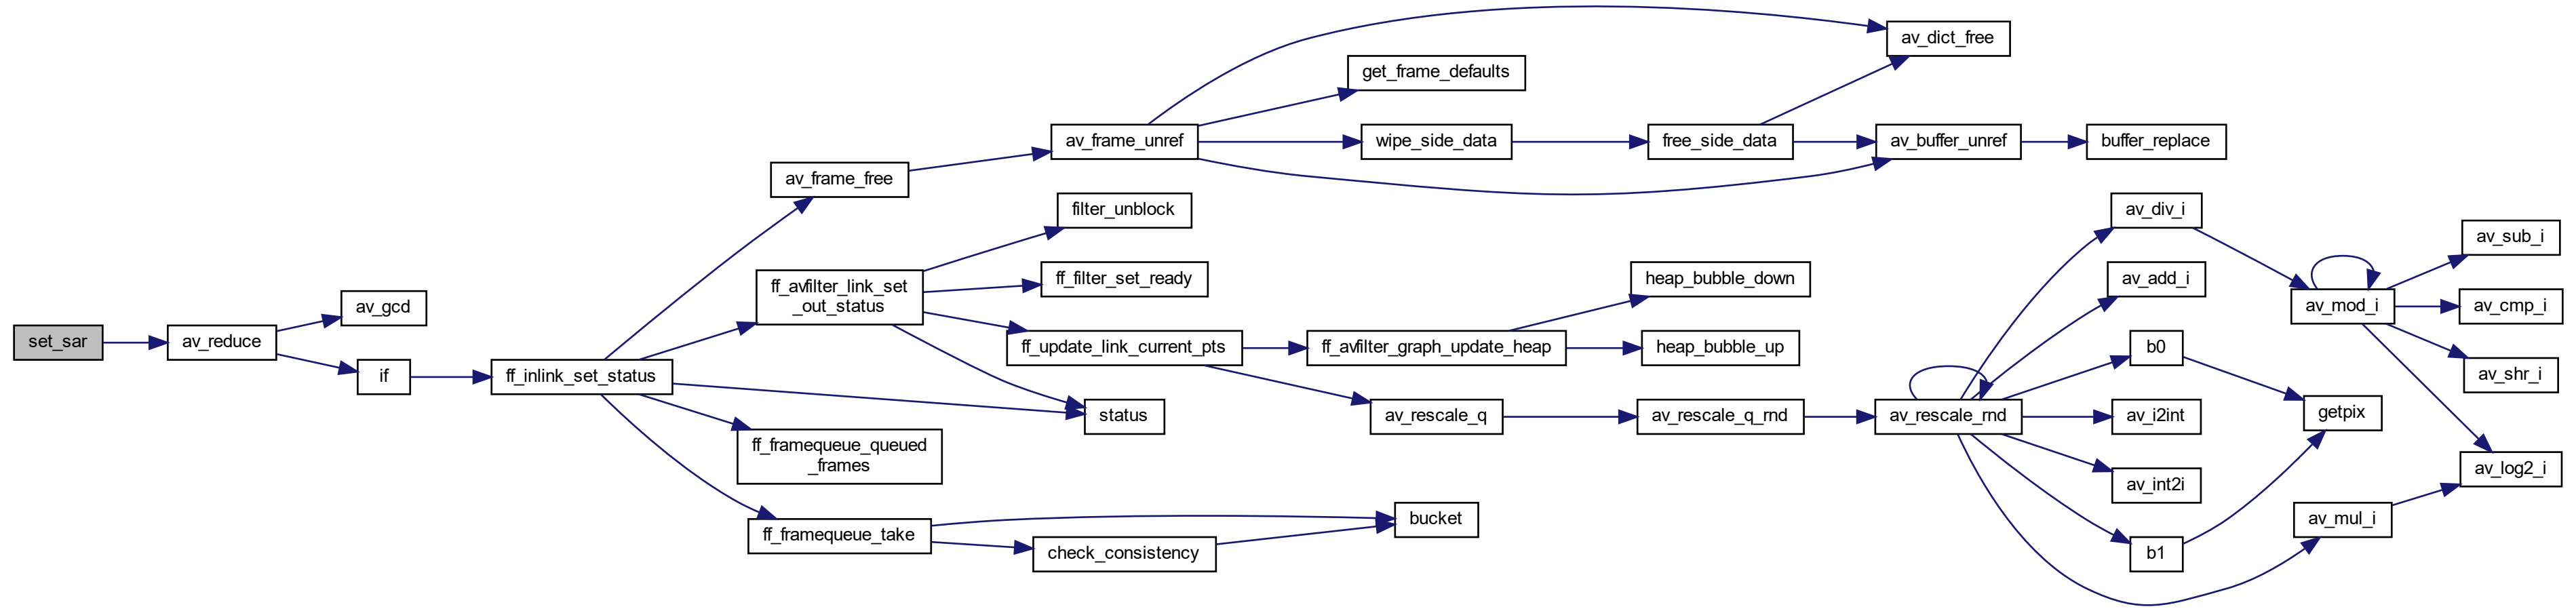 set_sar
av_reduce
av_gcd
if
ff_inlink_set_status
av_frame_free
ff_avfilter_link_set
_out_status
ff_framequeue_queued
_frames
ff_framequeue_take
av_frame_unref
filter_unblock
ff_filter_set_ready
ff_update_link_current_pts
status
check_consistency
get_frame_defaults
wipe_side_data
ff_avfilter_graph_update_heap
av_rescale_q
bucket
free_side_data
heap_bubble_down
heap_bubble_up
av_rescale_q_rnd
av_dict_free
av_buffer_unref
av_rescale_rnd
buffer_replace
av_div_i
av_add_i
b0
av_i2int
av_int2i
b1
av_mod_i
getpix
av_mul_i
av_sub_i
av_cmp_i
av_shr_i
av_log2_i